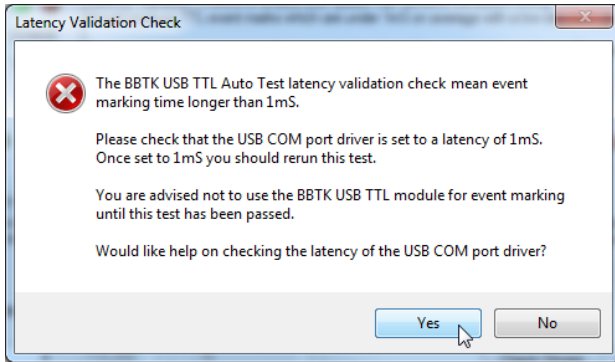 Latency Validation Check
The BBTK USB TTL Auto Test latency validation check mean event
marking time longer than 1mS.
Please check that the USB COM port driver is set to a latency of 1mS.
Once set to 1mS you should rerun this test.
You are advised not to use the BBTK USB TTL module for event marking
until this test has been passed.
Would like help on checking the latency of the USB COM port driver?
Yes
No